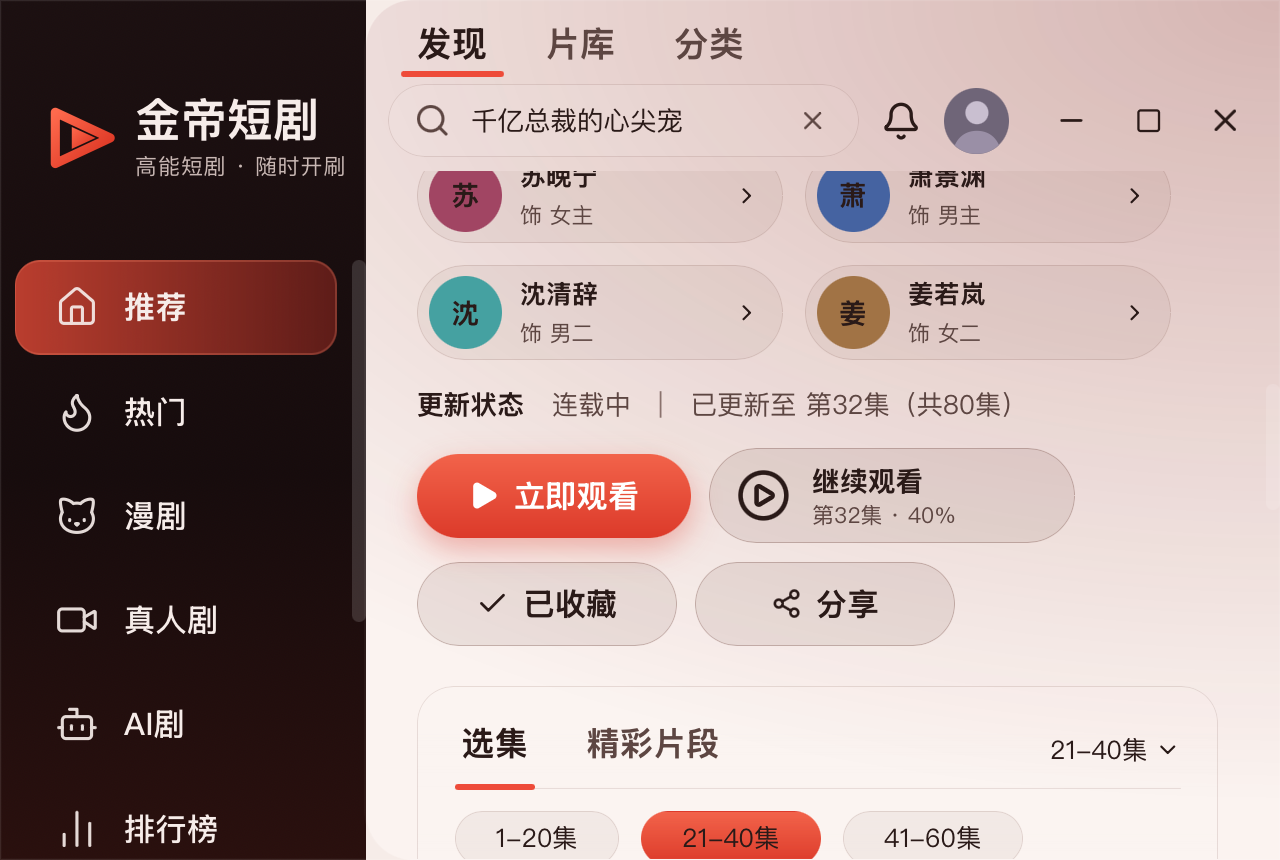 金帝短剧
高能短剧 · 随时开刷
推荐
热门
漫剧
真人剧
AI剧
排行榜
发现 片库 分类
千亿总裁的心尖宠
苏 苏晚宁 萧 萧景渊
饰 女主 饰 男主
沈 沈清辞 姜 姜若岚
饰 男二 饰 女二
更新状态 连载中 | 已更新至 第32集（共80集）
立即观看 继续观看
第32集 · 40%
已收藏 分享
选集 精彩片段 21–40集
1–20集 21–40集 41–60集